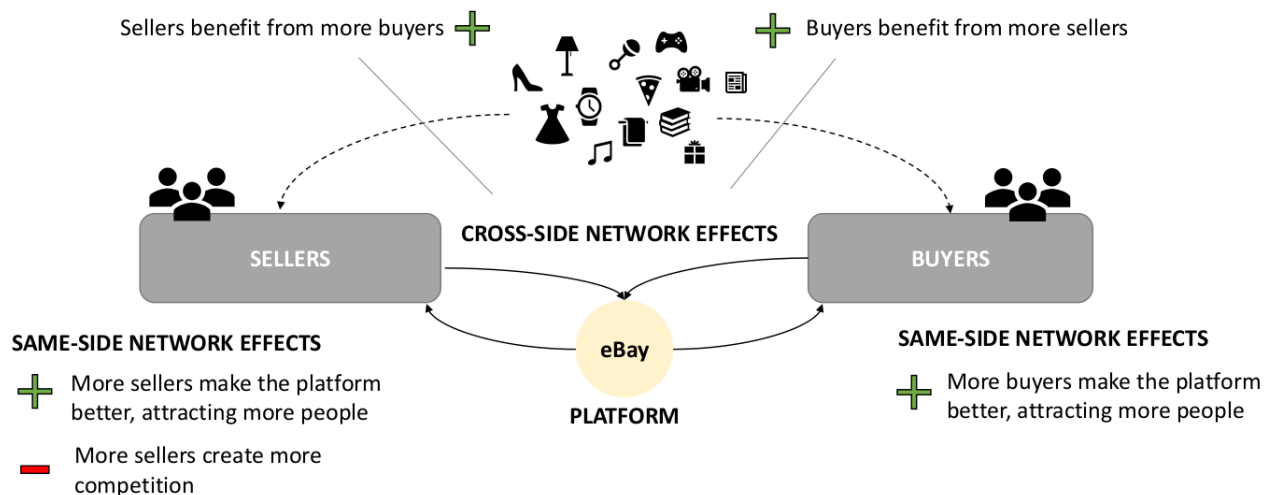 Sellers benefit from more buyers
Buyers benefit from more sellers
CROSS-SIDE NETWORK EFFECTS
SELLERS
BUYERS
eBay
PLATFORM
SAME-SIDE NETWORK EFFECTS
More sellers make the platform
better, attracting more people
More sellers create more
competition
SAME-SIDE NETWORK EFFECTS
More buyers make the platform
better, attracting more people